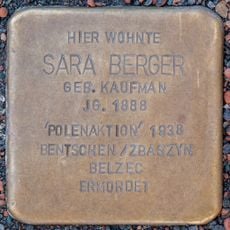 HIER WOHNTE
SARA BERGER
GEB. KAUFMAN
JG. 1888
'POLENAKTION' 1938
BENTSCHEN/ZBASZYN
BELZEC
ERMORDET